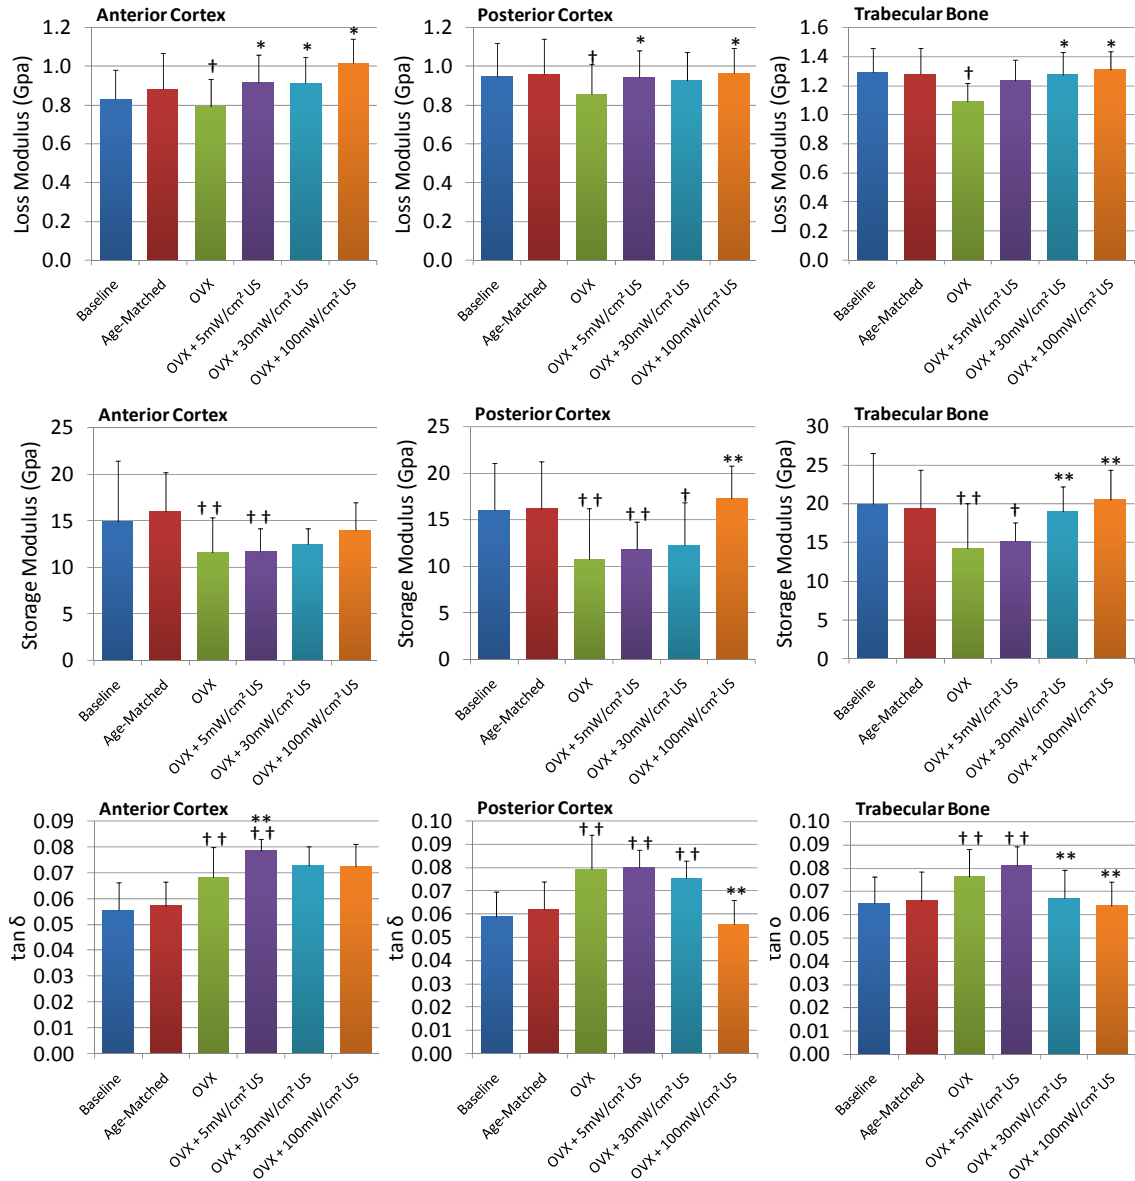 Anterior Cortex
Loss Modulus (Gpa)
1.2
1.0
0.8
0.6
0.4
0.2
0.0
†
*
*
*
Baseline
Age-Matched
OVX
OVX + 5mW/cm² US
OVX + 30mW/cm² US
OVX + 100mW/cm² US
Posterior Cortex
Loss Modulus (Gpa)
1.2
1.0
0.8
0.6
0.4
0.2
0.0
†
*
*
Baseline
Age-Matched
OVX
OVX + 5mW/cm² US
OVX + 30mW/cm² US
OVX + 100mW/cm² US
Trabecular Bone
Loss Modulus (Gpa)
1.6
1.4
1.2
1.0
0.8
0.6
0.4
0.2
0.0
†
*
*
Baseline
Age-Matched
OVX
OVX + 5mW/cm² US
OVX + 30mW/cm² US
OVX + 100mW/cm² US
Anterior Cortex
Storage Modulus (Gpa)
25
20
15
10
5
0
††
††
Baseline
Age-Matched
OVX
OVX + 5mW/cm² US
OVX + 30mW/cm² US
OVX + 100mW/cm² US
Posterior Cortex
Storage Modulus (Gpa)
25
20
15
10
5
0
††
††
†
**
Baseline
Age-Matched
OVX
OVX + 5mW/cm² US
OVX + 30mW/cm² US
OVX + 100mW/cm² US
Trabecular Bone
Storage Modulus (Gpa)
30
25
20
15
10
5
0
††
†
**
**
Baseline
Age-Matched
OVX
OVX + 5mW/cm² US
OVX + 30mW/cm² US
OVX + 100mW/cm² US
Anterior Cortex
tan δ
0.09
0.08
0.07
0.06
0.05
0.04
0.03
0.02
0.01
0.00
††
**
††
Baseline
Age-Matched
OVX
OVX + 5mW/cm² US
OVX + 30mW/cm² US
OVX + 100mW/cm² US
Posterior Cortex
tan δ
0.10
0.09
0.08
0.07
0.06
0.05
0.04
0.03
0.02
0.01
0.00
††
††
††
**
Baseline
Age-Matched
OVX
OVX + 5mW/cm² US
OVX + 30mW/cm² US
OVX + 100mW/cm² US
Trabecular Bone
tan δ
0.10
0.09
0.08
0.07
0.06
0.05
0.04
0.03
0.02
0.01
0.00
††
††
**
**
Baseline
Age-Matched
OVX
OVX + 5mW/cm² US
OVX + 30mW/cm² US
OVX + 100mW/cm² US